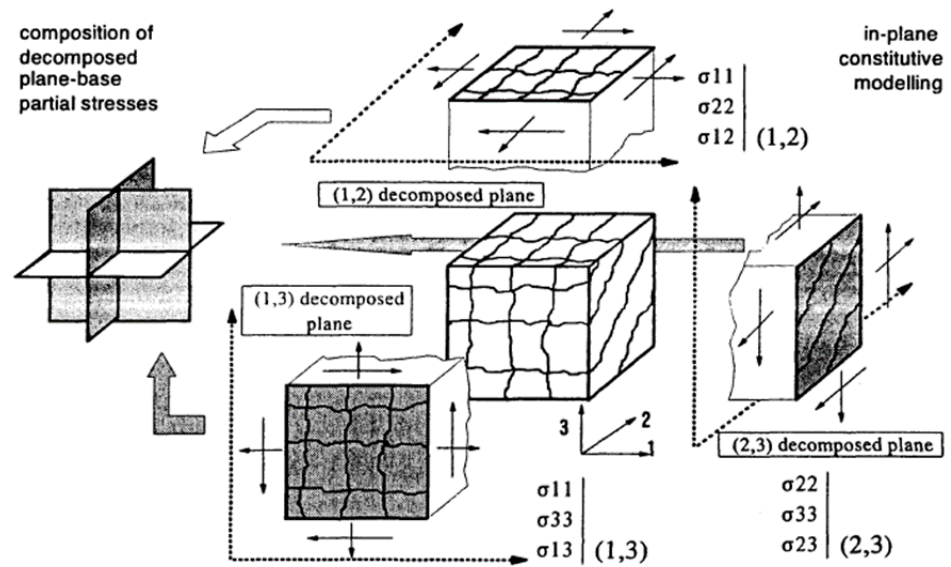 composition of
decomposed
plane-base
partial stresses
in-plane
constitutive
modelling
σ11
σ22
σ12 (1,2)
(1,2) decomposed plane
(1,3) decomposed
plane
3
2
1
(2,3) decomposed plane
σ11
σ33
σ13 (1,3)
σ22
σ33
σ23 (2,3)